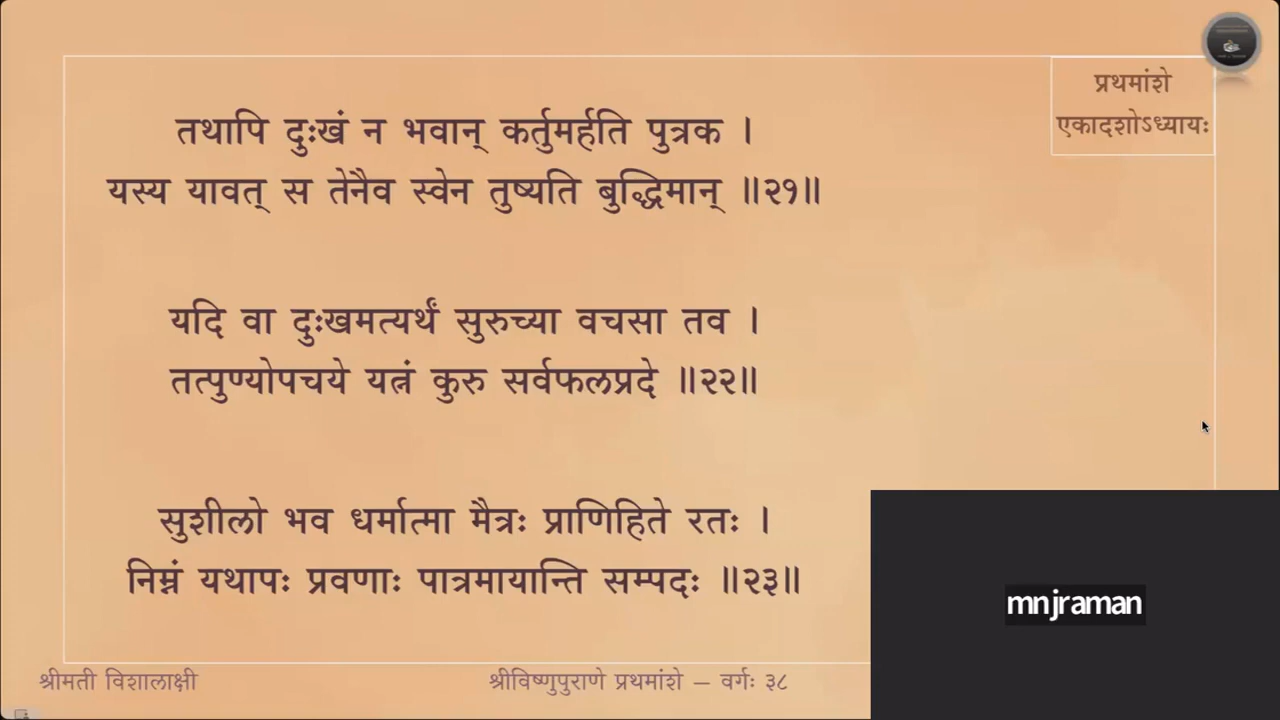 प्रथमांशे
एकादशोऽध्यायः
तथापि दुःखं न भवान् कर्तुमर्हति पुत्रक ।
यस्य यावत् स तेनैव स्वेन तुष्यति बुद्धिमान् ॥२१॥
यदि वा दुःखमत्यर्थं सुरुच्या वचसा तव ।
तत्पुण्योपचये यत्नं कुरु सर्वफलप्रदे ॥२२॥
सुशीलो भव धर्मात्मा मैत्रः प्राणिहिते रतः ।
निम्नं यथापः प्रवणाः पात्रमायान्ति सम्पदः ॥२३॥
mnjraman
श्रीमती विशालाक्षी
श्रीविष्णुपुराणे प्रथमांशे – वर्गः ३८